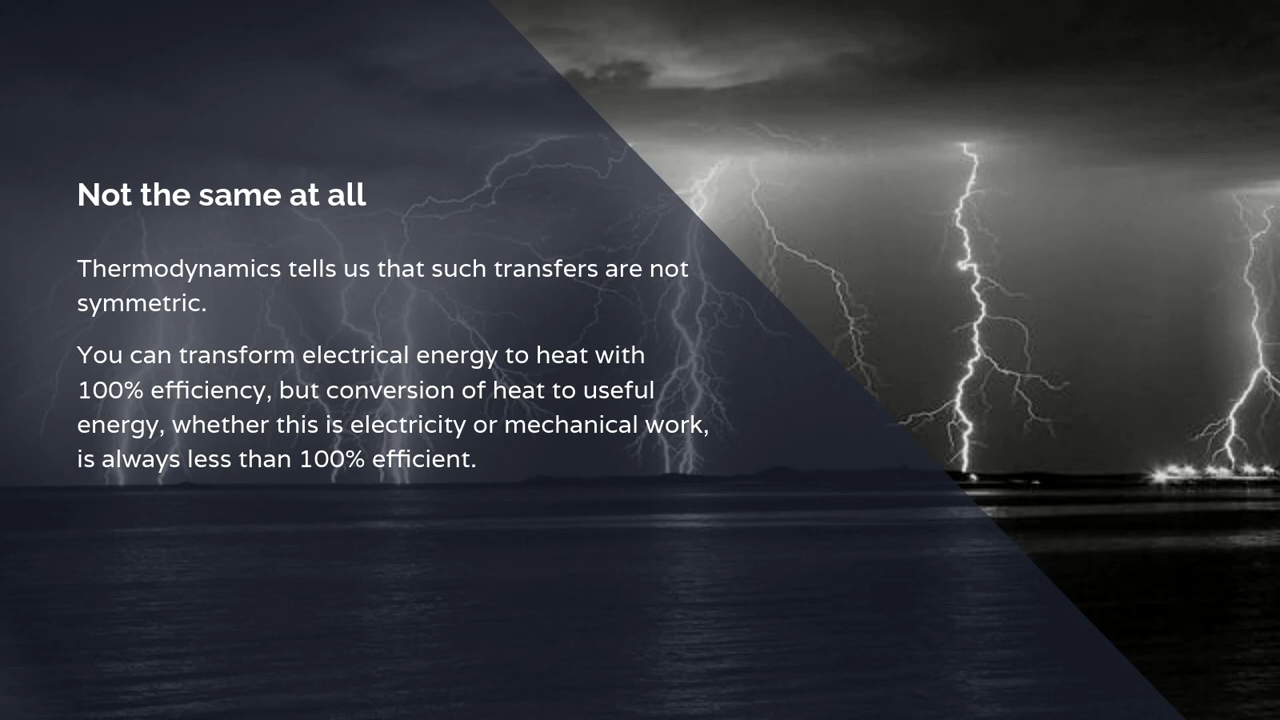 Not the same at all
Thermodynamics tells us that such transfers are not
symmetric.
You can transform electrical energy to heat with
100% efficiency, but conversion of heat to useful
energy, whether this is electricity or mechanical work,
is always less than 100% efficient.